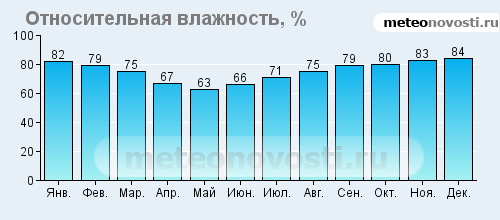 Относительная влажность, %
meteonovosti.ru
100
82 79 75 67 63 66 71 75 79 80 83 84
80
60
40
20
meteonovosti.ru
0
Янв. Фев. Мар. Апр. Май Июн. Июл. Авг. Сен. Окт. Ноя. Дек.